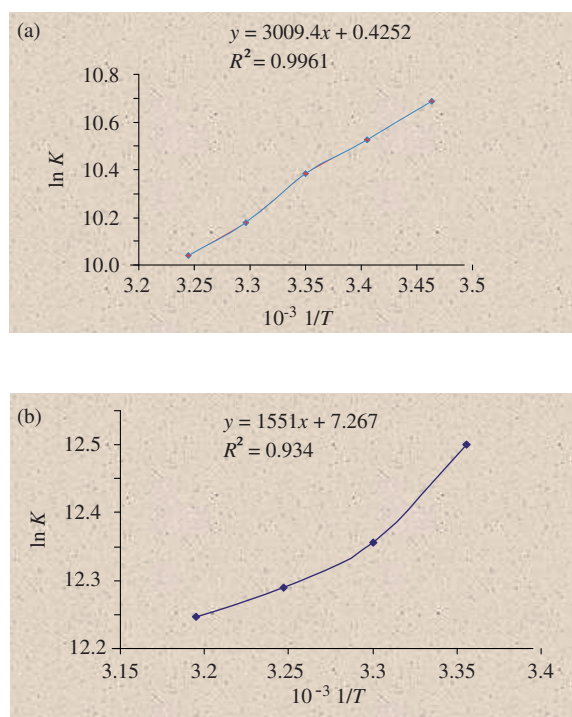 (a)
y = 3009.4x + 0.4252
R² = 0.9961
10.8
10.6
10.4
10.2
10.0
ln K
3.2
3.25
3.3
3.35
3.4
3.45
3.5
10⁻³ 1/T
(b)
y = 1551x + 7.267
R² = 0.934
12.5
12.4
12.3
12.2
ln K
3.15
3.2
3.25
3.3
3.35
3.4
10⁻³ 1/T